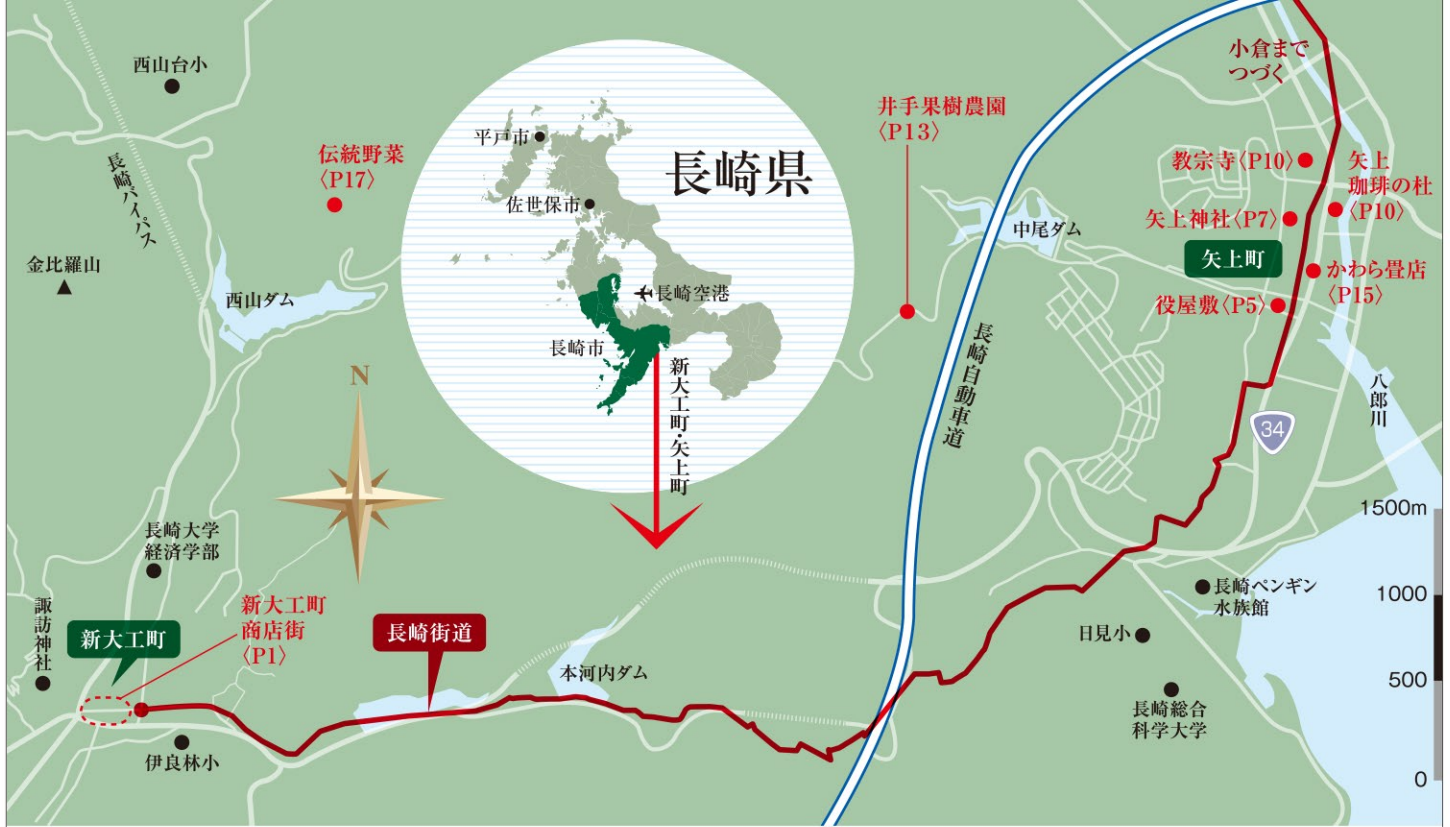 西山台小
長崎バイパス
伝統野菜
〈P17〉
金比羅山
西山ダム
平戸市
佐世保市
長崎県
長崎空港
長崎市
新大工町・矢上町
井手果樹農園
〈P13〉
小倉まで
つづく
教宗寺〈P10〉
矢上
珈琲の杜
〈P10〉
矢上神社〈P7〉
中尾ダム
矢上町
かわら畳店
〈P15〉
役屋敷〈P5〉
長崎自動車道
八郎川
34
N
長崎大学
経済学部
諏訪神社
新大工町
新大工町
商店街
〈P1〉
長崎街道
本河内ダム
伊良林小
長崎ペンギン
水族館
日見小
長崎総合
科学大学
1500m
1000
500
0